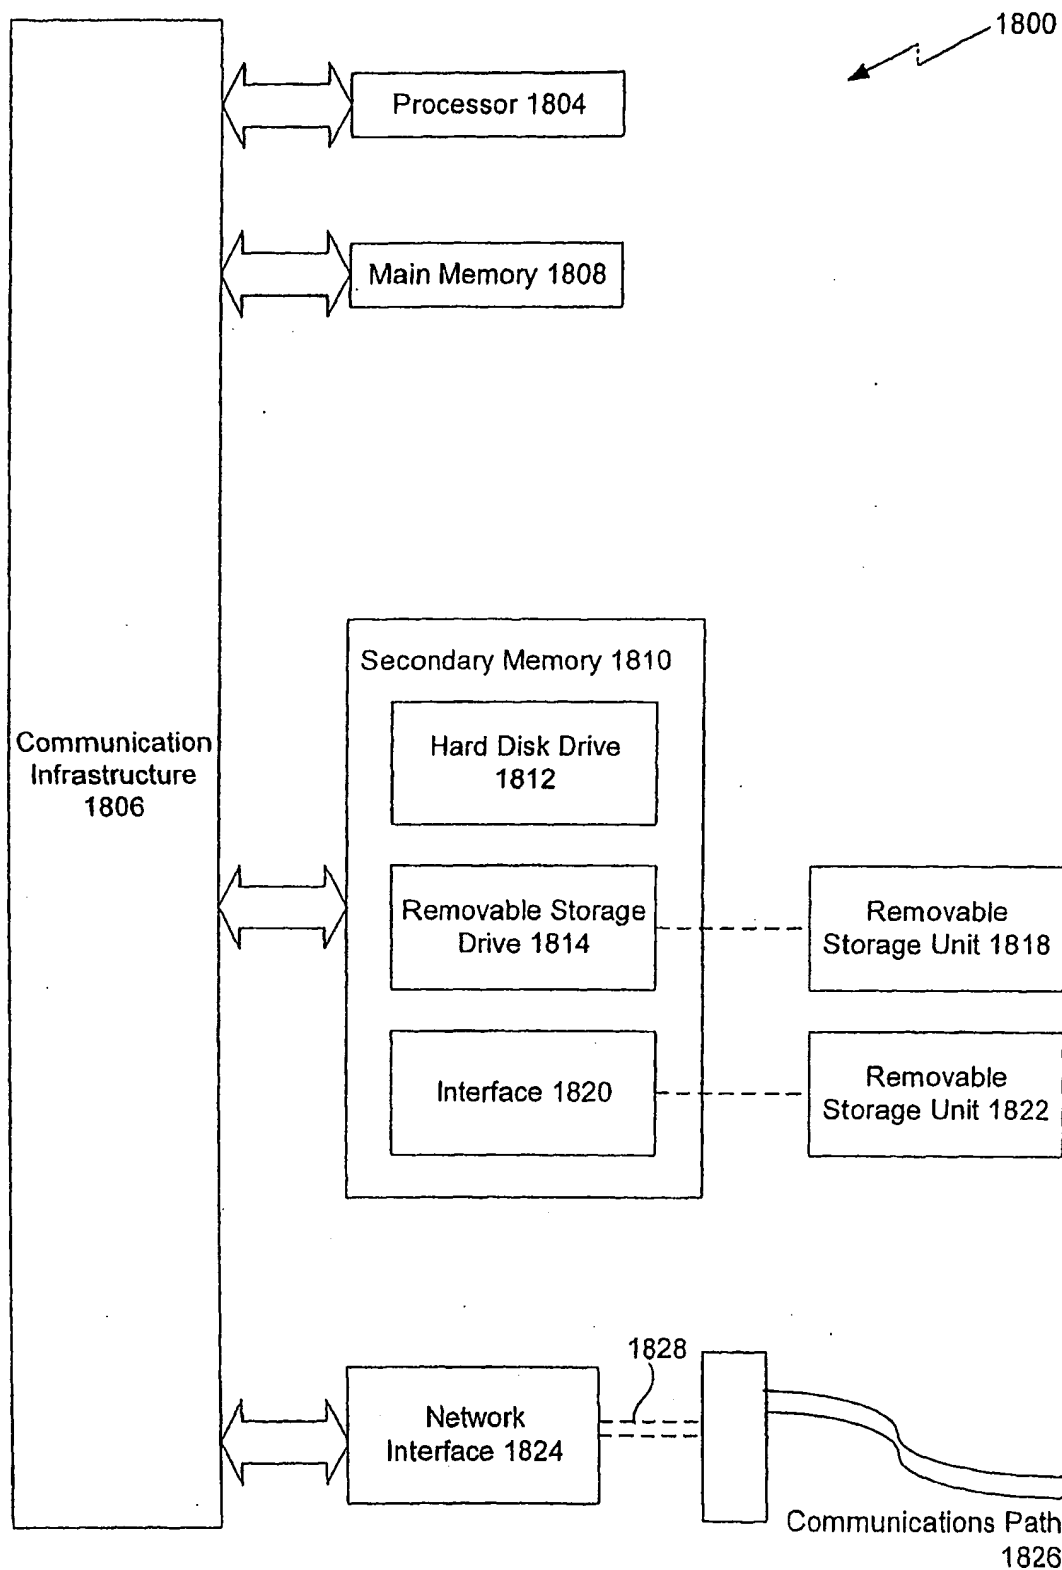 1800
Processor 1804
Main Memory 1808
Secondary Memory 1810
Hard Disk Drive
1812
Communication
Infrastructure
1806
Removable Storage
Drive 1814
Removable
Storage Unit 1818
Interface 1820
Removable
Storage Unit 1822
1828
Network
Interface 1824
Communications Path
1826